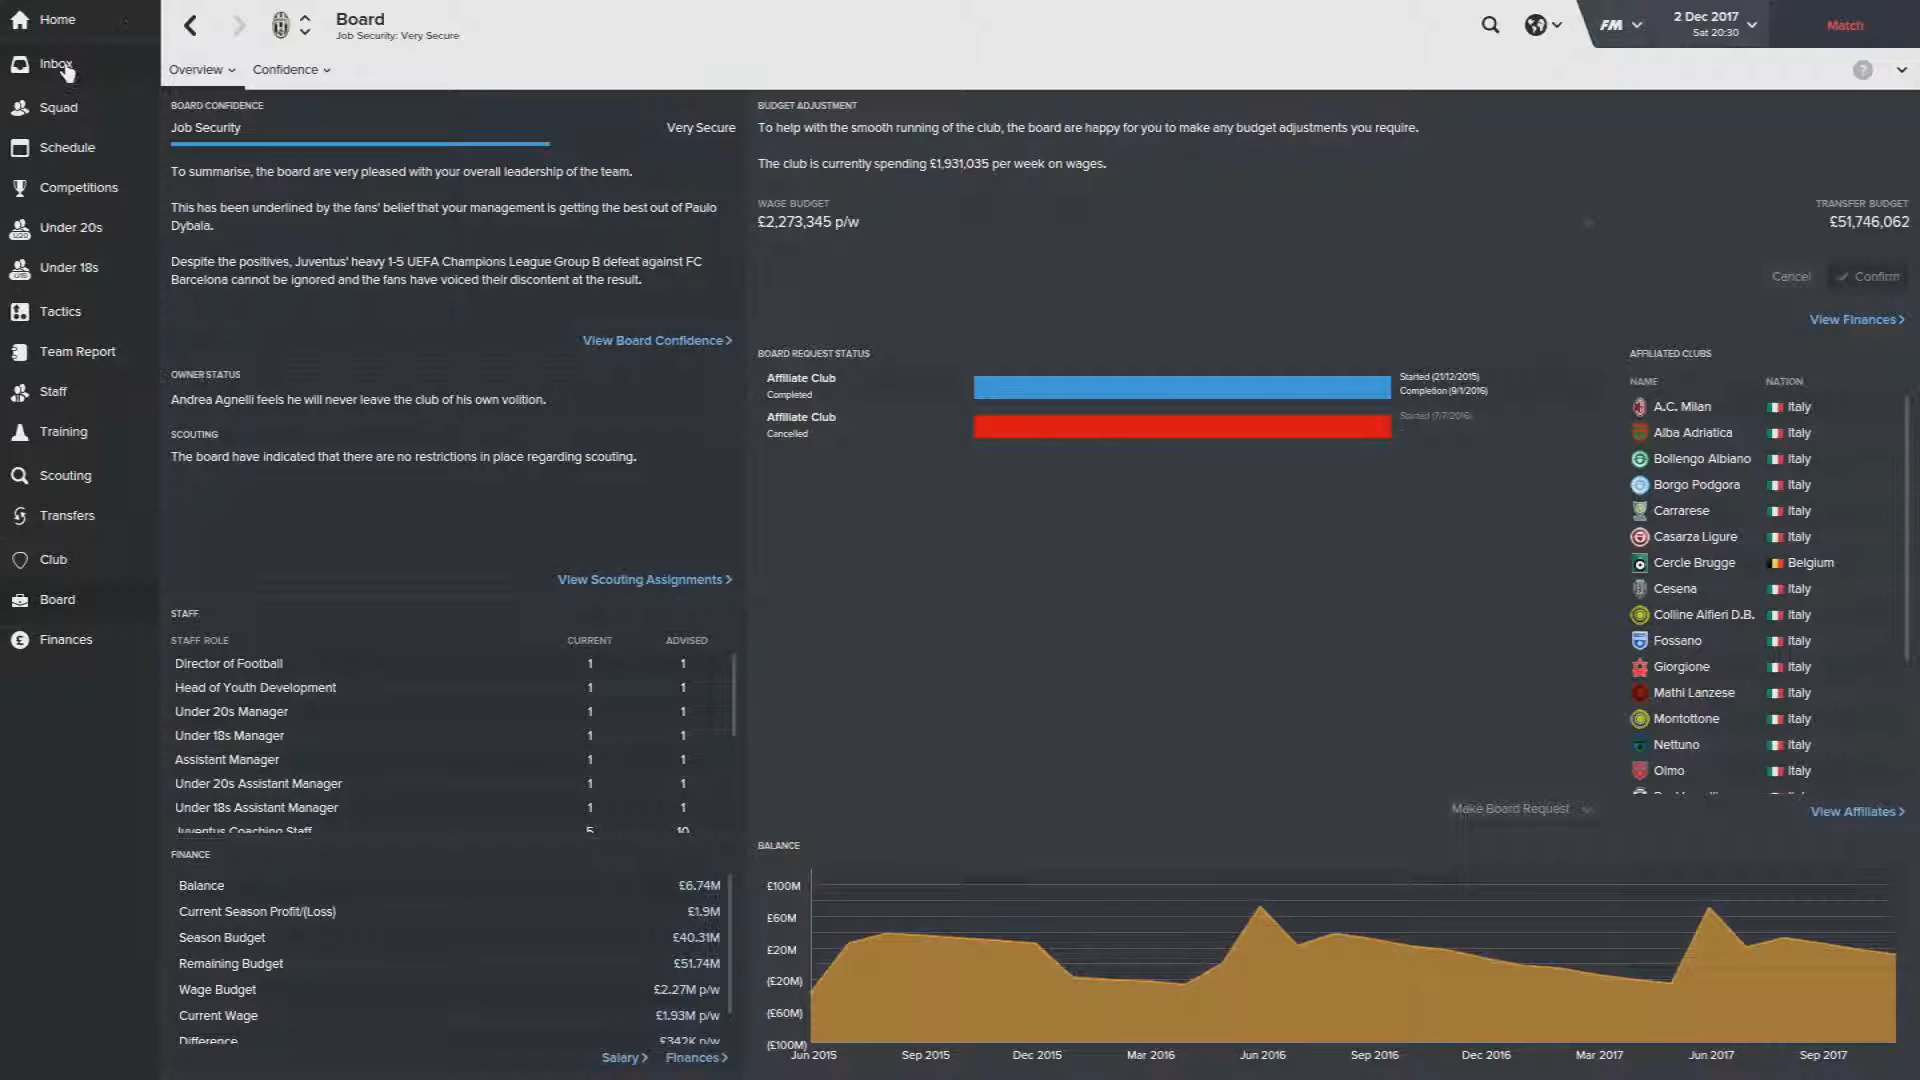 Home
Inbox
Squad
Schedule
Competitions
Under 20s
Under 18s
Tactics
Team Report
Staff
Training
Scouting
Transfers
Club
Board
Finances
Board
Job Security: Very Secure
FM
2 Dec 2017
Sat 20:30
Match
Overview
Confidence
?
BOARD CONFIDENCE
Job Security Very Secure
To summarise, the board are very pleased with your overall leadership of the team.
This has been underlined by the fans' belief that your management is getting the best out of Paulo
Dybala.
Despite the positives, Juventus' heavy 1-5 UEFA Champions League Group B defeat against FC
Barcelona cannot be ignored and the fans have voiced their discontent at the result.
View Board Confidence >
OWNER STATUS
Andrea Agnelli feels he will never leave the club of his own volition.
SCOUTING
The board have indicated that there are no restrictions in place regarding scouting.
View Scouting Assignments >
STAFF
STAFF ROLE CURRENT ADVISED
Director of Football 1 1
Head of Youth Development 1 1
Under 20s Manager 1 1
Under 18s Manager 1 1
Assistant Manager 1 1
Under 20s Assistant Manager 1 1
Under 18s Assistant Manager 1 1
Juventus Coaching Staff 5 10
FINANCE
Balance £6.74M
Current Season Profit/(Loss) £1.9M
Season Budget £40.31M
Remaining Budget £51.74M
Wage Budget £2.27M p/w
Current Wage £1.93M p/w
Difference £342K p/w
Salary > Finances >
BUDGET ADJUSTMENT
To help with the smooth running of the club, the board are happy for you to make any budget adjustments you require.
The club is currently spending £1,931,035 per week on wages.
WAGE BUDGET TRANSFER BUDGET
£2,273,345 p/w £51,746,062
Cancel Confirm
View Finances >
BOARD REQUEST STATUS
Affiliate Club
Completed
Started (21/12/2015)
Completion (9/1/2016)
Affiliate Club
Cancelled
Started (7/7/2016)
-
Make Board Request
AFFILIATED CLUBS
NAME NATION
A.C. Milan Italy
Alba Adriatica Italy
Bollengo Albiano Italy
Borgo Podgora Italy
Carrarese Italy
Casarza Ligure Italy
Cercle Brugge Belgium
Cesena Italy
Colline Alfieri D.B. Italy
Fossano Italy
Giorgione Italy
Mathi Lanzese Italy
Montottone Italy
Nettuno Italy
Olmo Italy
View Affiliates >
BALANCE
£100M
£60M
£20M
(£20M)
(£60M)
(£100M)
Jun 2015 Sep 2015 Dec 2015 Mar 2016 Jun 2016 Sep 2016 Dec 2016 Mar 2017 Jun 2017 Sep 2017